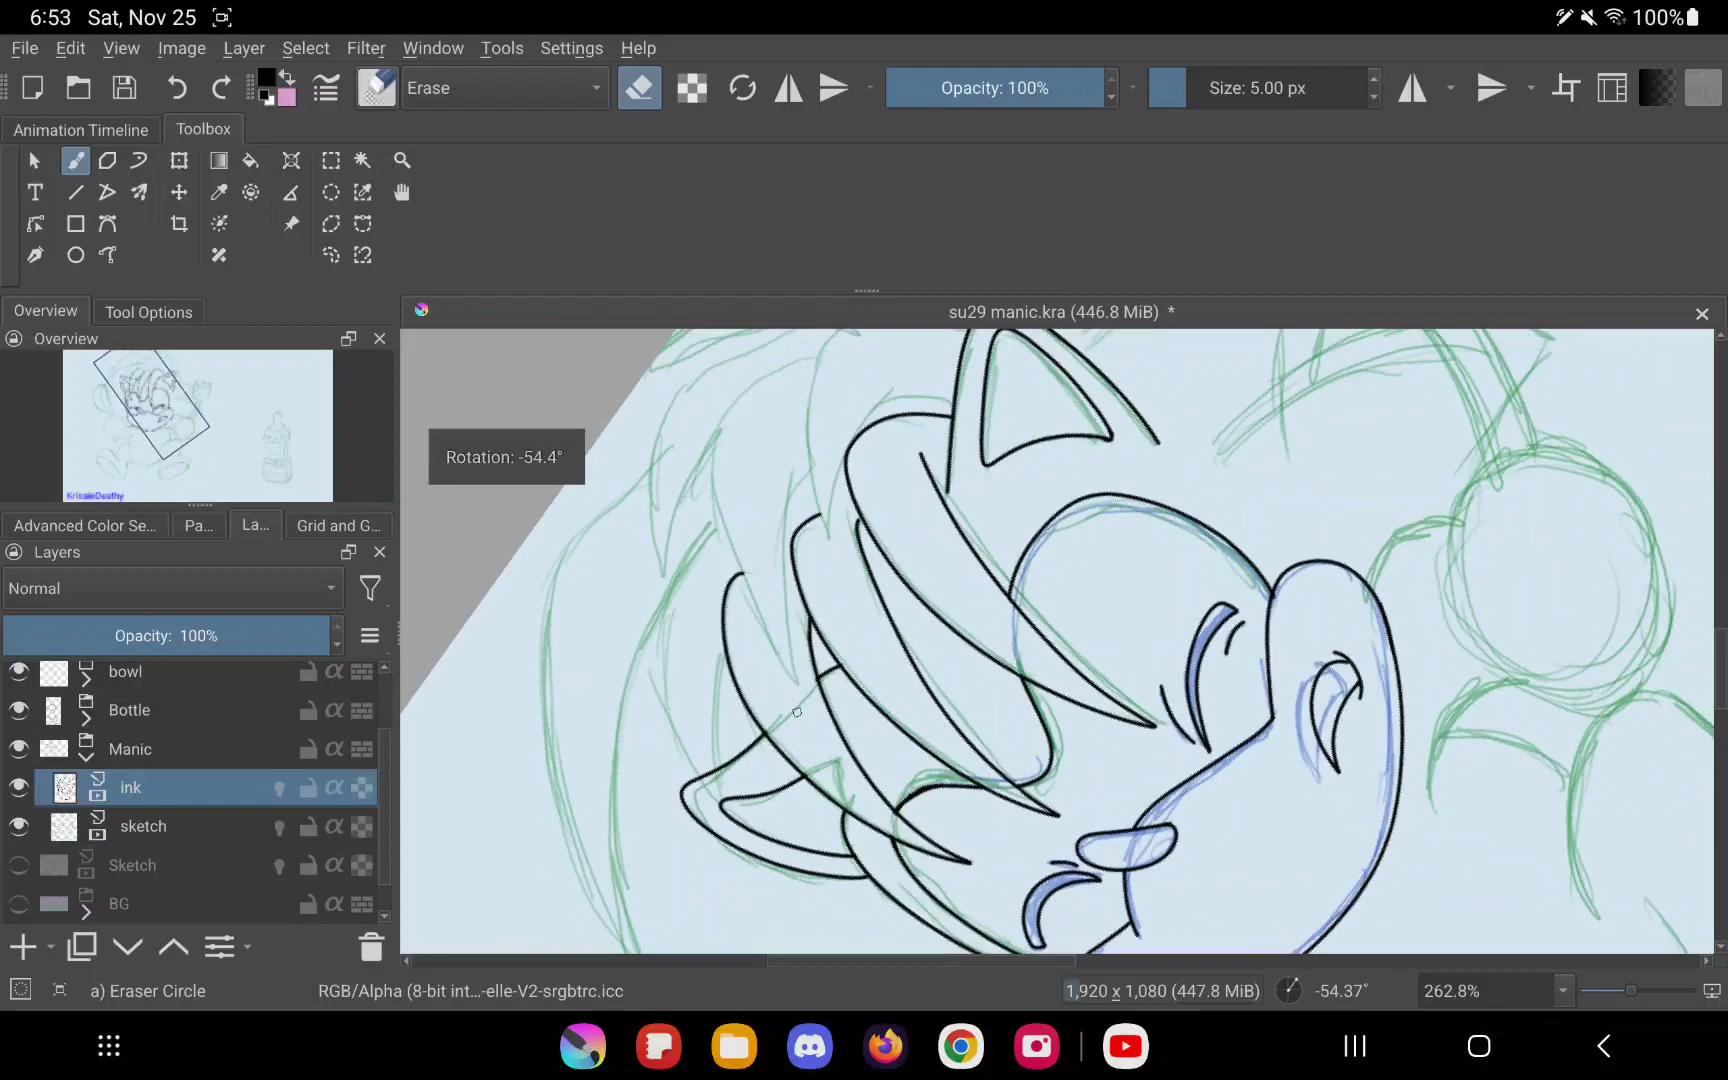 6:53 Sat, Nov 25 100%
File Edit View Image Layer Select Filter Window Tools Settings Help
Erase Opacity: 100% Size: 5.00 px
Animation Timeline Toolbox
Overview Tool Options
su29 manic.kra (446.8 MiB) *
Overview
Rotation: -54.4°
KrisaleDeathy
Advanced Color Se... Pa... La... Grid and G...
Layers
Normal
Opacity: 100%
bowl
Bottle
Manic
ink
sketch
Sketch
BG
a) Eraser Circle RGB/Alpha (8-bit int...-elle-V2-srgbtrc.icc 1,920 x 1,080 (447.8 MiB) -54.37° 262.8%